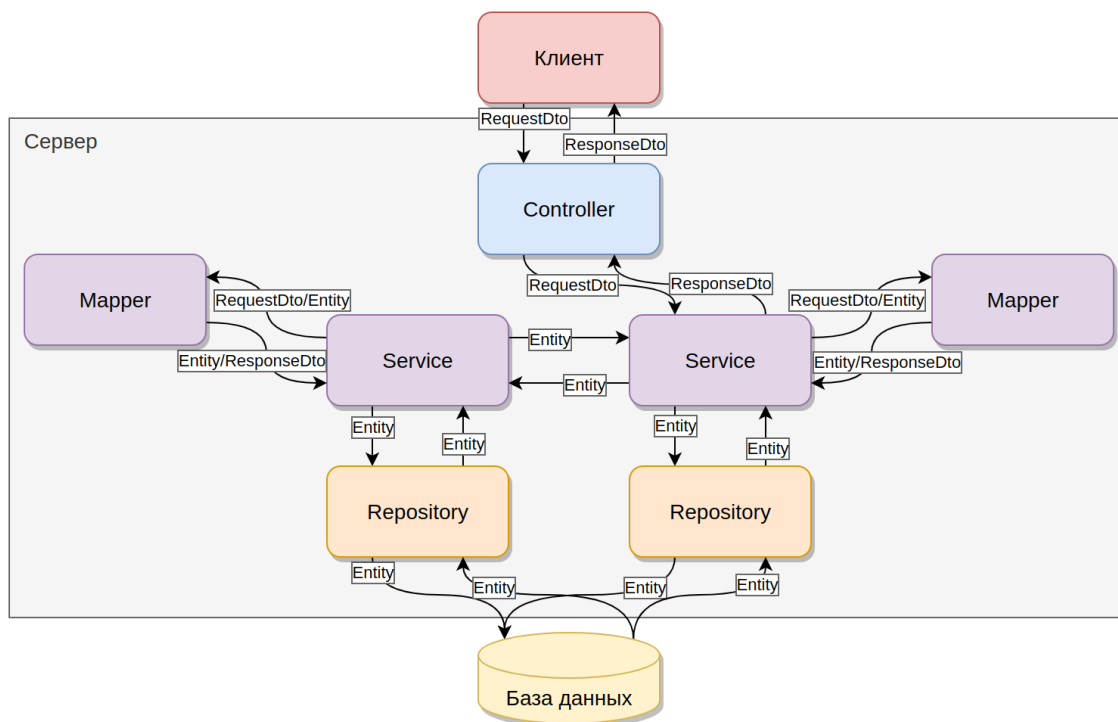 Клиент
RequestDto
ResponseDto
Сервер
Controller
RequestDto
ResponseDto
Mapper
Mapper
RequestDto/Entity
RequestDto/Entity
Entity
Service
Service
Entity/ResponseDto
Entity/ResponseDto
Entity
Entity
Entity
Entity
Entity
Repository
Repository
Entity
Entity
Entity
Entity
База данных